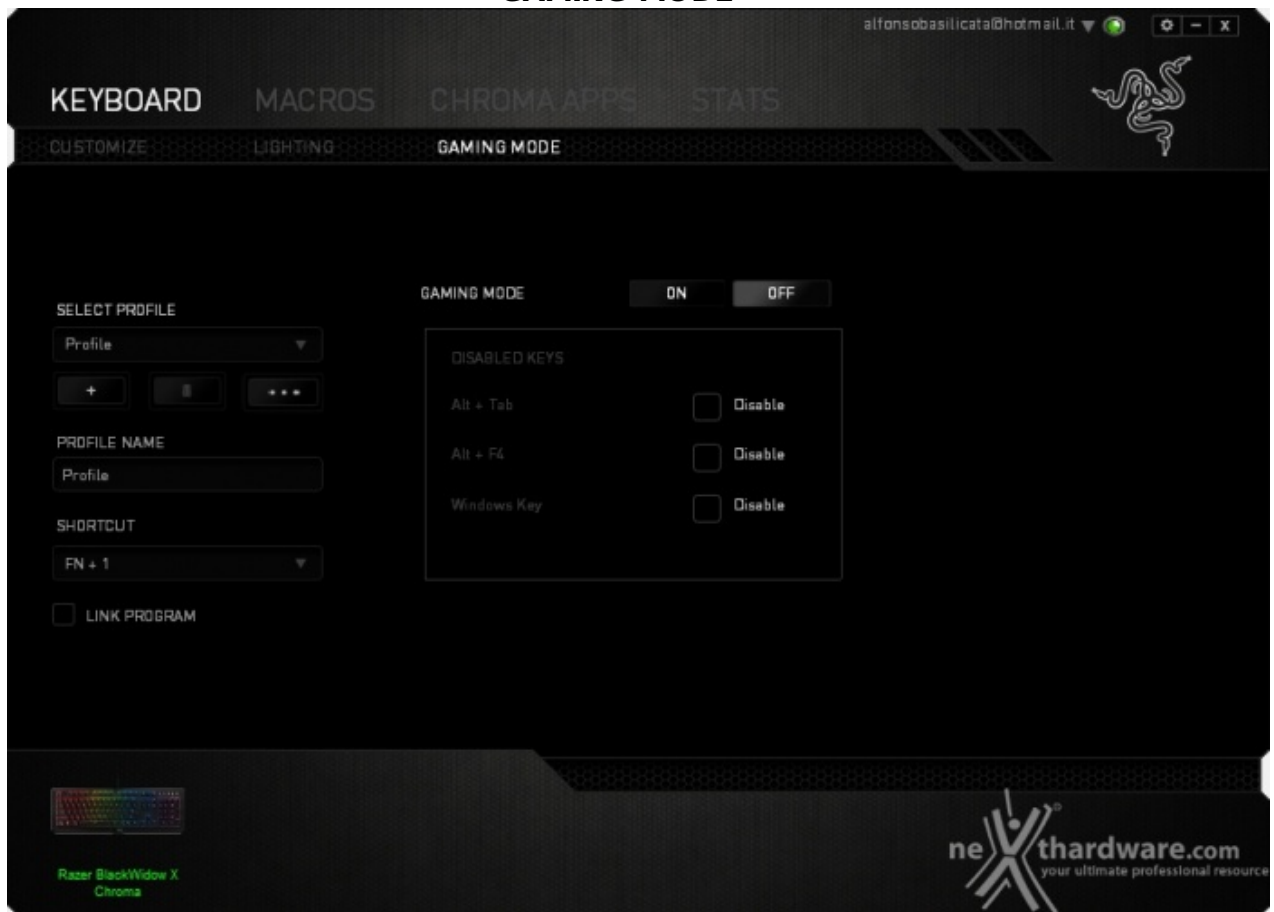 GAMING MODE
alfonsobasilicata@hotmail.it
KEYBOARD MACROS CHROMA APPS STATS
CUSTOMIZE LIGHTING GAMING MODE
SELECT PROFILE
Profile
+
PROFILE NAME
Profile
SHORTCUT
FN + 1
LINK PROGRAM
GAMING MODE ON OFF
DISABLED KEYS
Alt + Tab Disable
Alt + F4 Disable
Windows Key Disable
Razer BlackWidow X
Chroma
nexthardware.com
your ultimate professional resource